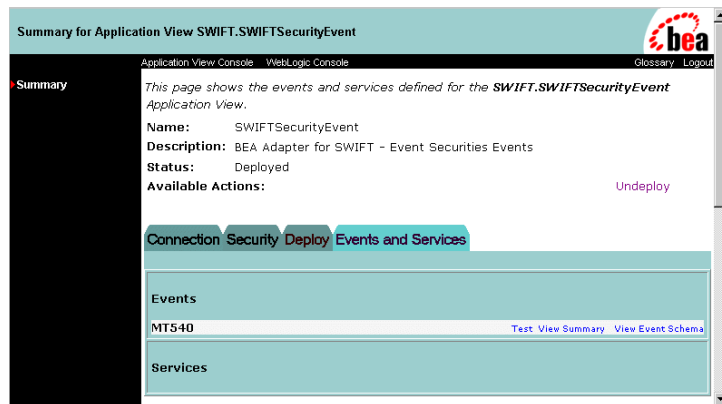 Summary for Application View SWIFT.SWIFTSecurityEvent
bea
Application View Console WebLogic Console Glossary Logout
Summary
This page shows the events and services defined for the SWIFT.SWIFTSecurityEvent
Application View.
Name: SWIFTSecurityEvent
Description: BEA Adapter for SWIFT - Event Securities Events
Status: Deployed
Available Actions: Undeploy
Connection Security Deploy Events and Services
Events
MT540 Test View Summary View Event Schema
Services